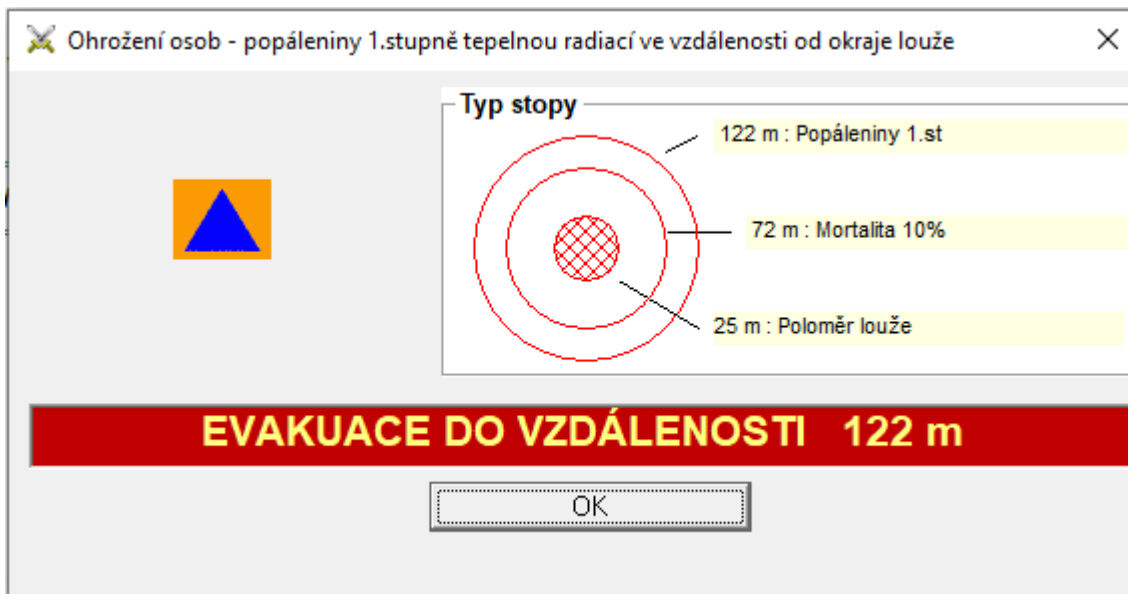 Ohrožení osob - popáleniny 1.stupně tepelnou radiací ve vzdálenosti od okraje louže
Typ stopy
122 m : Popáleniny 1.st
72 m : Mortalita 10%
25 m : Poloměr louže
EVAKUACE DO VZDÁLENOSTI 122 m
OK